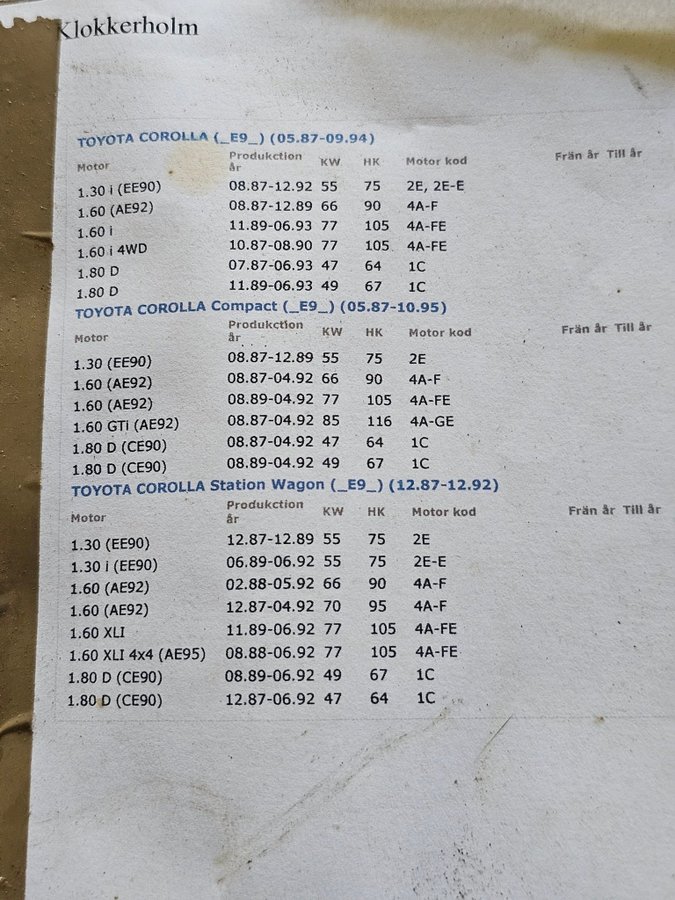 Klokkerholm
TOYOTA COROLLA (_E9_) (05.87-09.94)
Motor Produkction år KW HK Motor kod Frän år Till år
1.30 i (EE90) 08.87-12.92 55 75 2E, 2E-E
1.60 (AE92) 08.87-12.89 66 90 4A-F
1.60 i 11.89-06.93 77 105 4A-FE
1.60 i 4WD 10.87-08.90 77 105 4A-FE
1.80 D 07.87-06.93 47 64 1C
1.80 D 11.89-06.93 49 67 1C
TOYOTA COROLLA Compact (_E9_) (05.87-10.95)
Motor Produkction år KW HK Motor kod Frän år Till år
1.30 (EE90) 08.87-12.89 55 75 2E
1.60 (AE92) 08.87-04.92 66 90 4A-F
1.60 (AE92) 08.89-04.92 77 105 4A-FE
1.60 GTi (AE92) 08.87-04.92 85 116 4A-GE
1.80 D (CE90) 08.87-04.92 47 64 1C
1.80 D (CE90) 08.89-04.92 49 67 1C
TOYOTA COROLLA Station Wagon (_E9_) (12.87-12.92)
Motor Produkction år KW HK Motor kod Frän år Till år
1.30 (EE90) 12.87-12.89 55 75 2E
1.30 i (EE90) 06.89-06.92 55 75 2E-E
1.60 (AE92) 02.88-05.92 66 90 4A-F
1.60 (AE92) 12.87-04.92 70 95 4A-F
1.60 XLI 11.89-06.92 77 105 4A-FE
1.60 XLI 4x4 (AE95) 08.88-06.92 77 105 4A-FE
1.80 D (CE90) 08.89-06.92 49 67 1C
1.80 D (CE90) 12.87-06.92 47 64 1C